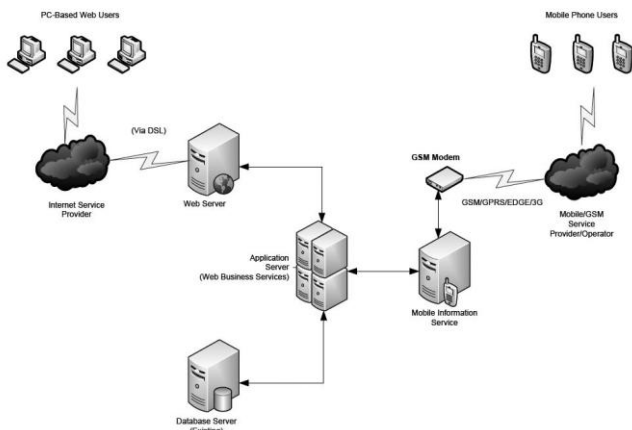 PC-Based Web Users
Mobile Phone Users
(Via DSL)
Internet Service
Provider
Web Server
GSM Modem
GSM/GPRS/EDGE/3G
Mobile/GSM
Service
Provider/Operator
Application
Server
(Web Business Services)
Mobile Information
Service
Database Server
(Existing)